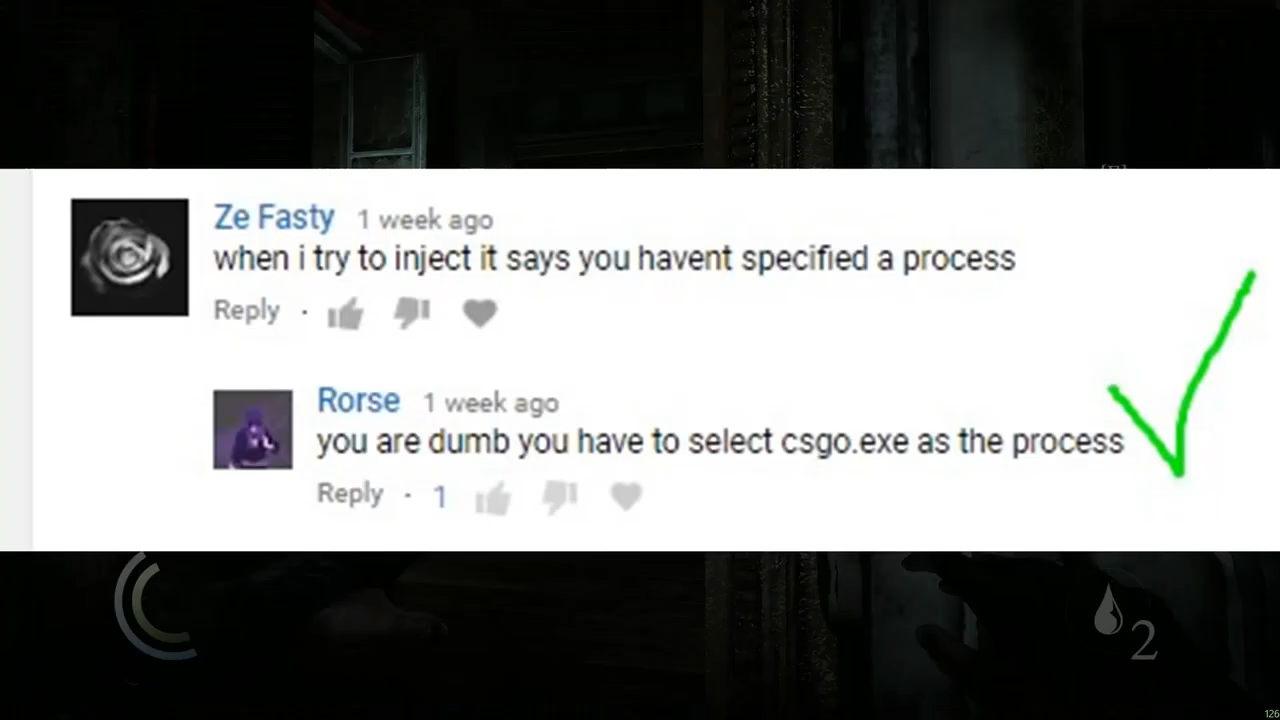 [E]
Ze Fasty 1 week ago
when i try to inject it says you havent specified a process
Reply ·
Rorse 1 week ago
you are dumb you have to select csgo.exe as the process
Reply · 1
2
126